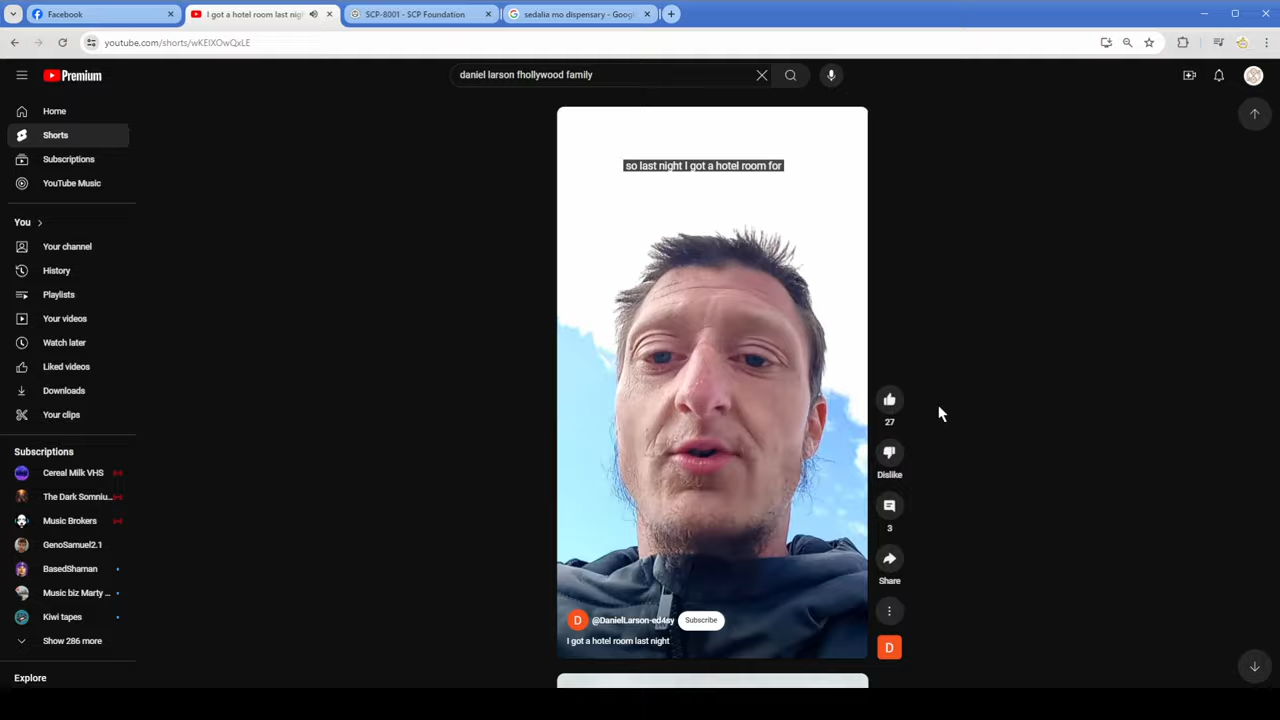 Facebook
I got a hotel room last nigh
SCP-8001 - SCP Foundation
sedalia mo dispensary - Googl
youtube.com/shorts/wKEIXOwQxLE
Premium
daniel larson fhollywood family
Home
Shorts
Subscriptions
YouTube Music
You
Your channel
History
Playlists
Your videos
Watch later
Liked videos
Downloads
Your clips
Subscriptions
Cereal Milk VHS
The Dark Somniu...
Music Brokers
GenoSamuel2.1
BasedShaman
Music biz Marty ...
Kiwi tapes
Show 286 more
Explore
so last night I got a hotel room for
27
Dislike
3
Share
D
@DanielLarson-ed4sy
Subscribe
I got a hotel room last night
D